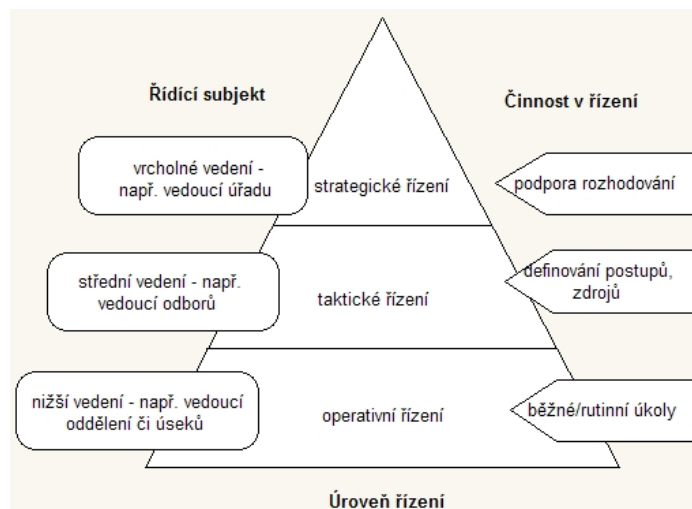 Řídící subjekt
Činnost v řízení
vrcholné vedení -
např. vedoucí úřadu
strategické řízení
podpora rozhodování
střední vedení - např.
vedoucí odborů
taktické řízení
definování postupů,
zdrojů
nižší vedení - např. vedoucí
oddělení či úseků
operativní řízení
běžné/rutinní úkoly
Úroveň řízení